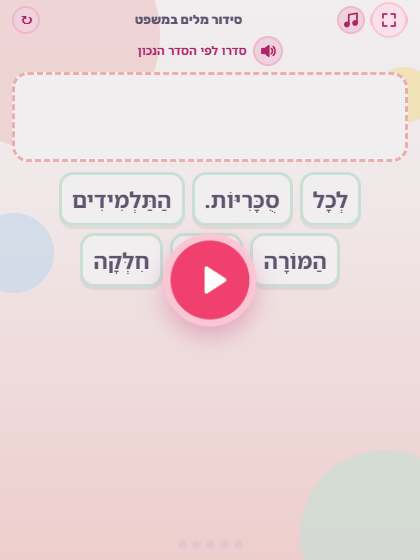 סידור מלים במשפט
סדרו לפי הסדר הנכון
לְכָל סֻכָּרִיּוֹת. הַתַּלְמִידִים
הַמּוֹרָה חִלְּקָה